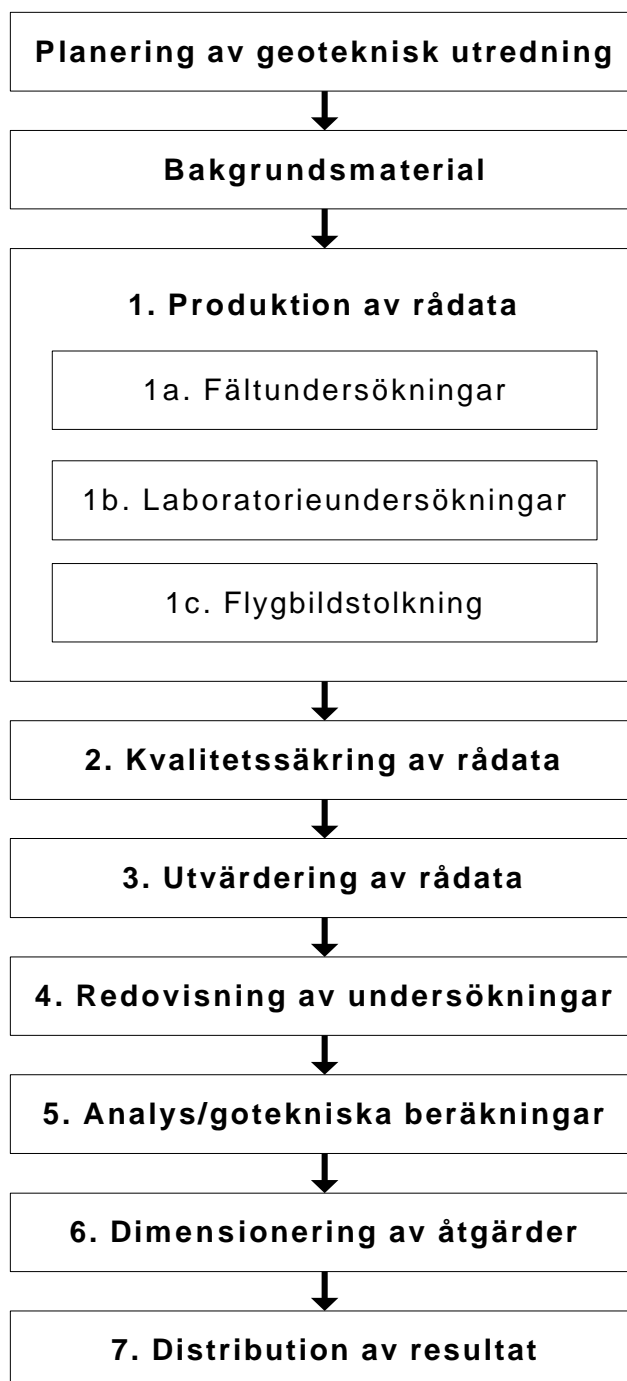 Planering av geoteknisk utredning
Bakgrundsmaterial
1. Produktion av rådata
1a. Fältundersökningar
1b. Laboratorieundersökningar
1c. Flygbildstolkning
2. Kvalitetssäkring av rådata
3. Utvärdering av rådata
4. Redovisning av undersökningar
5. Analys/gotekniska beräkningar
6. Dimensionering av åtgärder
7. Distribution av resultat